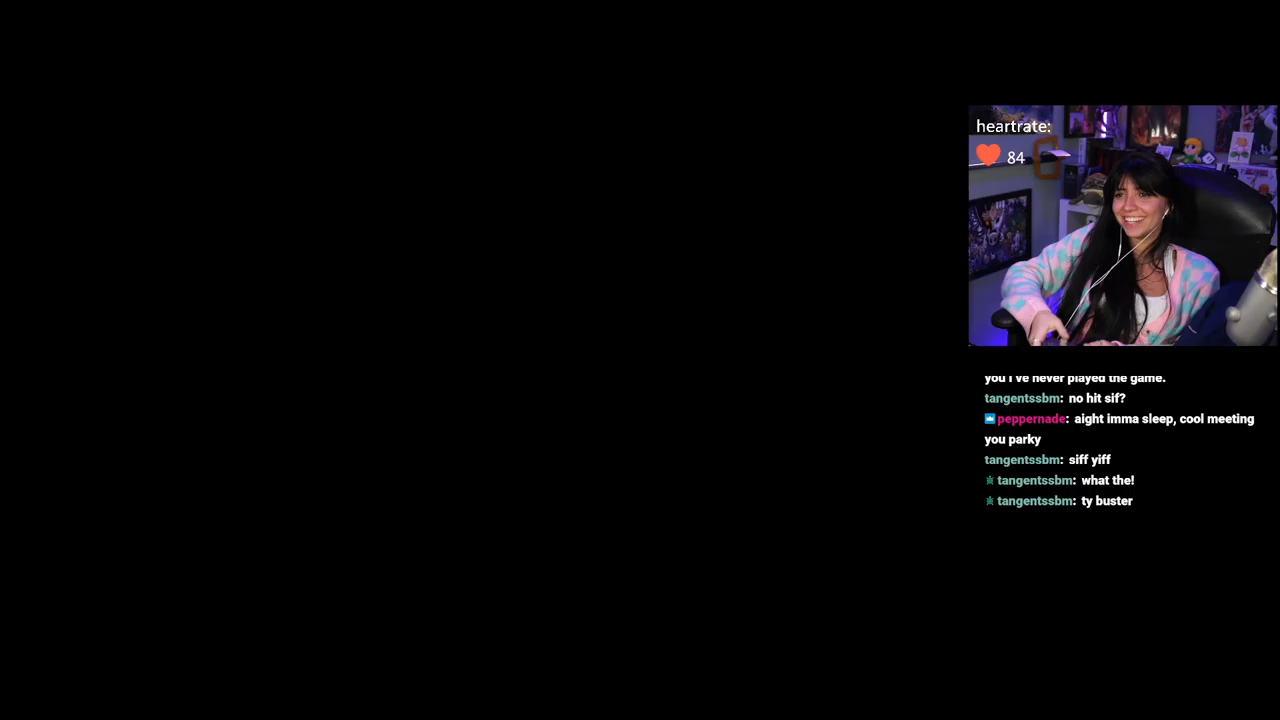 heartrate:
84
you I've never played the game.
tangentssbm: no hit sif?
peppernade: aight imma sleep, cool meeting
you parky
tangentssbm: siff yiff
tangentssbm: what the!
tangentssbm: ty buster